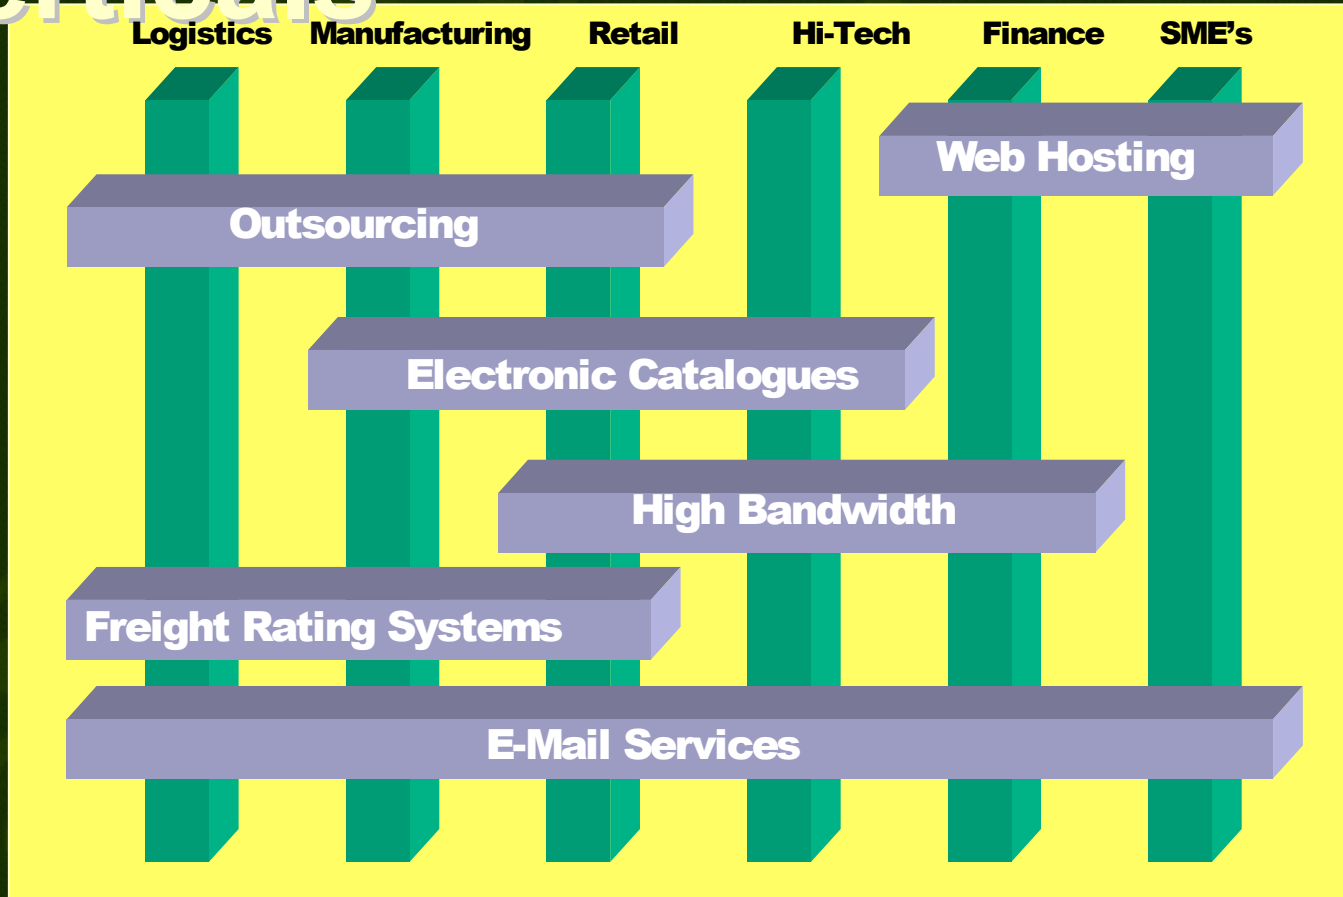 Logistics Manufacturing Retail Hi-Tech Finance SME’s
Web Hosting
Outsourcing
Electronic Catalogues
High Bandwidth
Freight Rating Systems
E-Mail Services